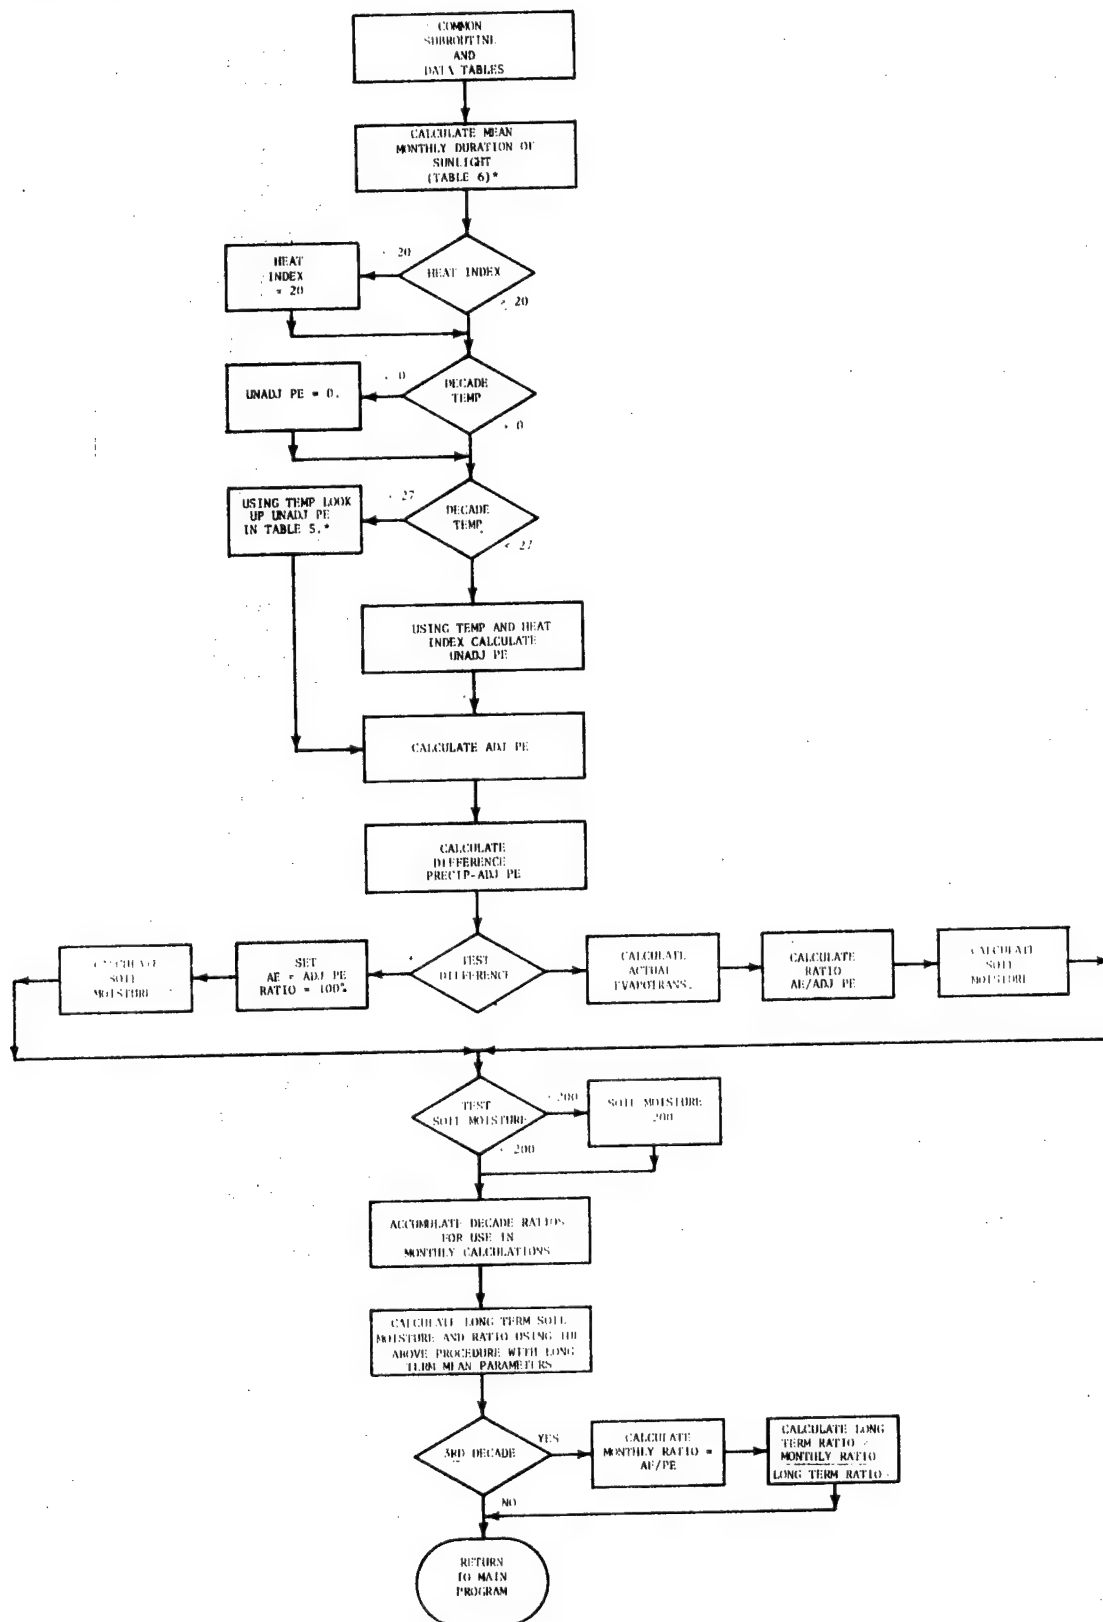 COMMON
SUBROUTINE
AND
DATA TABLES
CALCULATE MEAN
MONTHLY DURATION OF
SUNLIGHT
(TABLE 6)*
HEAT
INDEX
= 20
20
HEAT INDEX
20
UNADJ PE = 0.
0
DECADE
TEMP
0
USING TEMP LOOK
UP UNADJ PE
IN TABLE 5.*
27
DECADE
TEMP
27
USING TEMP AND HEAT
INDEX CALCULATE
UNADJ PE
CALCULATE ADJ PE
CALCULATE
DIFFERENCE
PRECIP-ADJ PE
CALCULATE
SOIL
MOISTURE
SET
AE = ADJ PE
RATIO = 100%
TEST
DIFFERENCE
CALCULATE
ACTUAL
EVAPOTRANS.
CALCULATE
RATIO
AE/ADJ PE
CALCULATE
SOIL
MOISTURE
TEST
SOIL MOISTURE
200
SOIL MOISTURE
200
< 200
ACCUMULATE DECADE RATIOS
FOR USE IN
MONTHLY CALCULATIONS
CALCULATE LONG TERM SOIL
MOISTURE AND RATIO USING THE
ABOVE PROCEDURE WITH LONG
TERM MEAN PARAMETERS
3RD DECADE
YES
CALCULATE
MONTHLY RATIO =
AE/PE
CALCULATE LONG
TERM RATIO
MONTHLY RATIO
LONG TERM RATIO
NO
RETURN
TO MAIN
PROGRAM